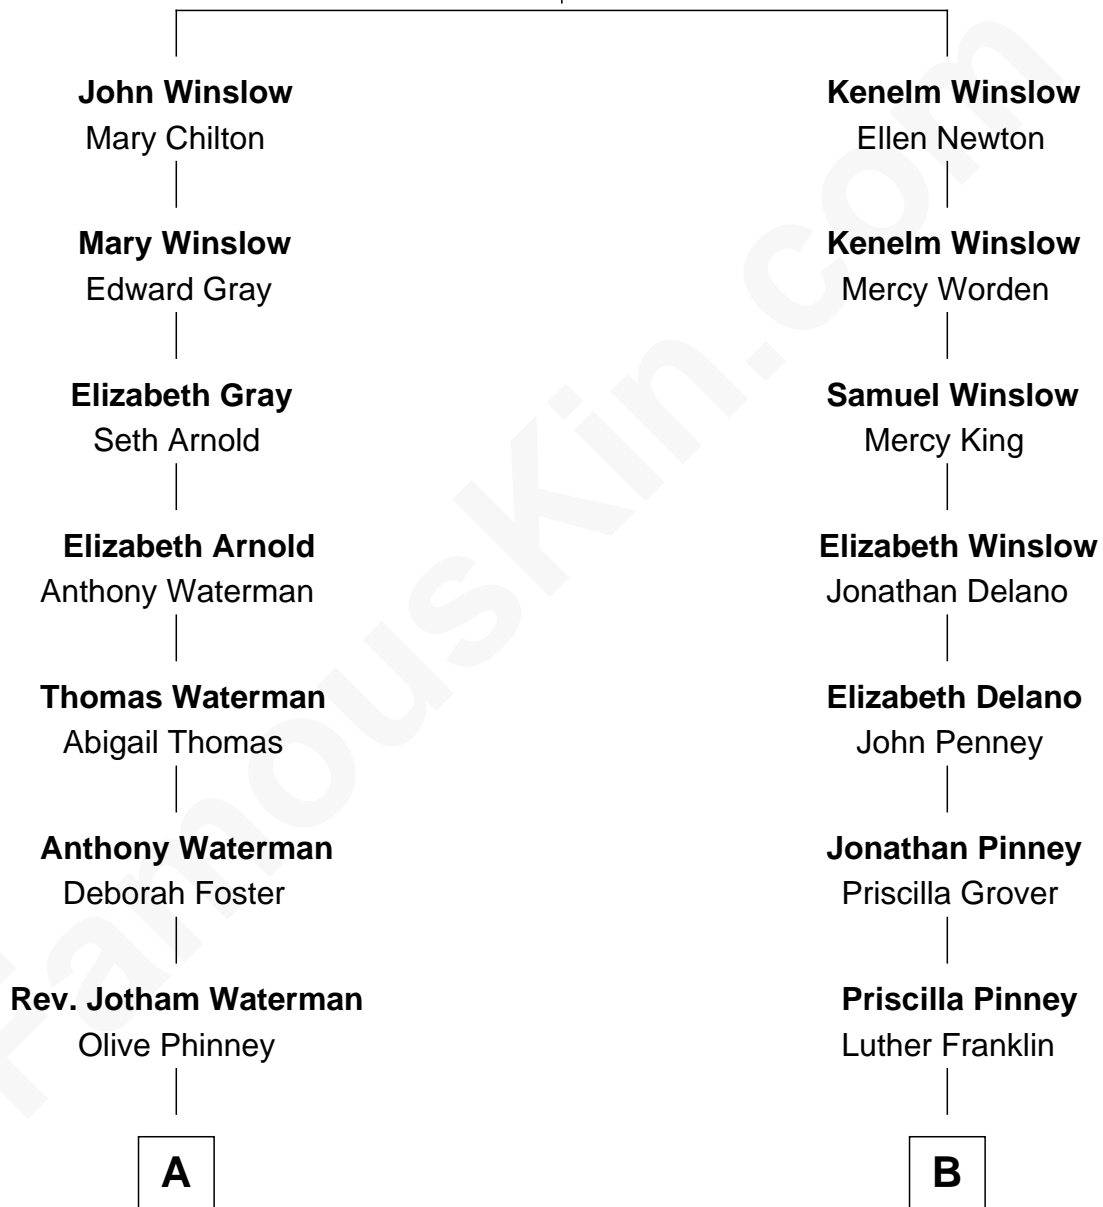 John Winslow
Mary Chilton
Mary Winslow
Edward Gray
Elizabeth Gray
Seth Arnold
Elizabeth Arnold
Anthony Waterman
Thomas Waterman
Abigail Thomas
Anthony Waterman
Deborah Foster
Rev. Jotham Waterman
Olive Phinney
A
Kenelm Winslow
Ellen Newton
Kenelm Winslow
Mercy Worden
Samuel Winslow
Mercy King
Elizabeth Winslow
Jonathan Delano
Elizabeth Delano
John Penney
Jonathan Pinney
Priscilla Grover
Priscilla Pinney
Luther Franklin
B
FamousKin.com